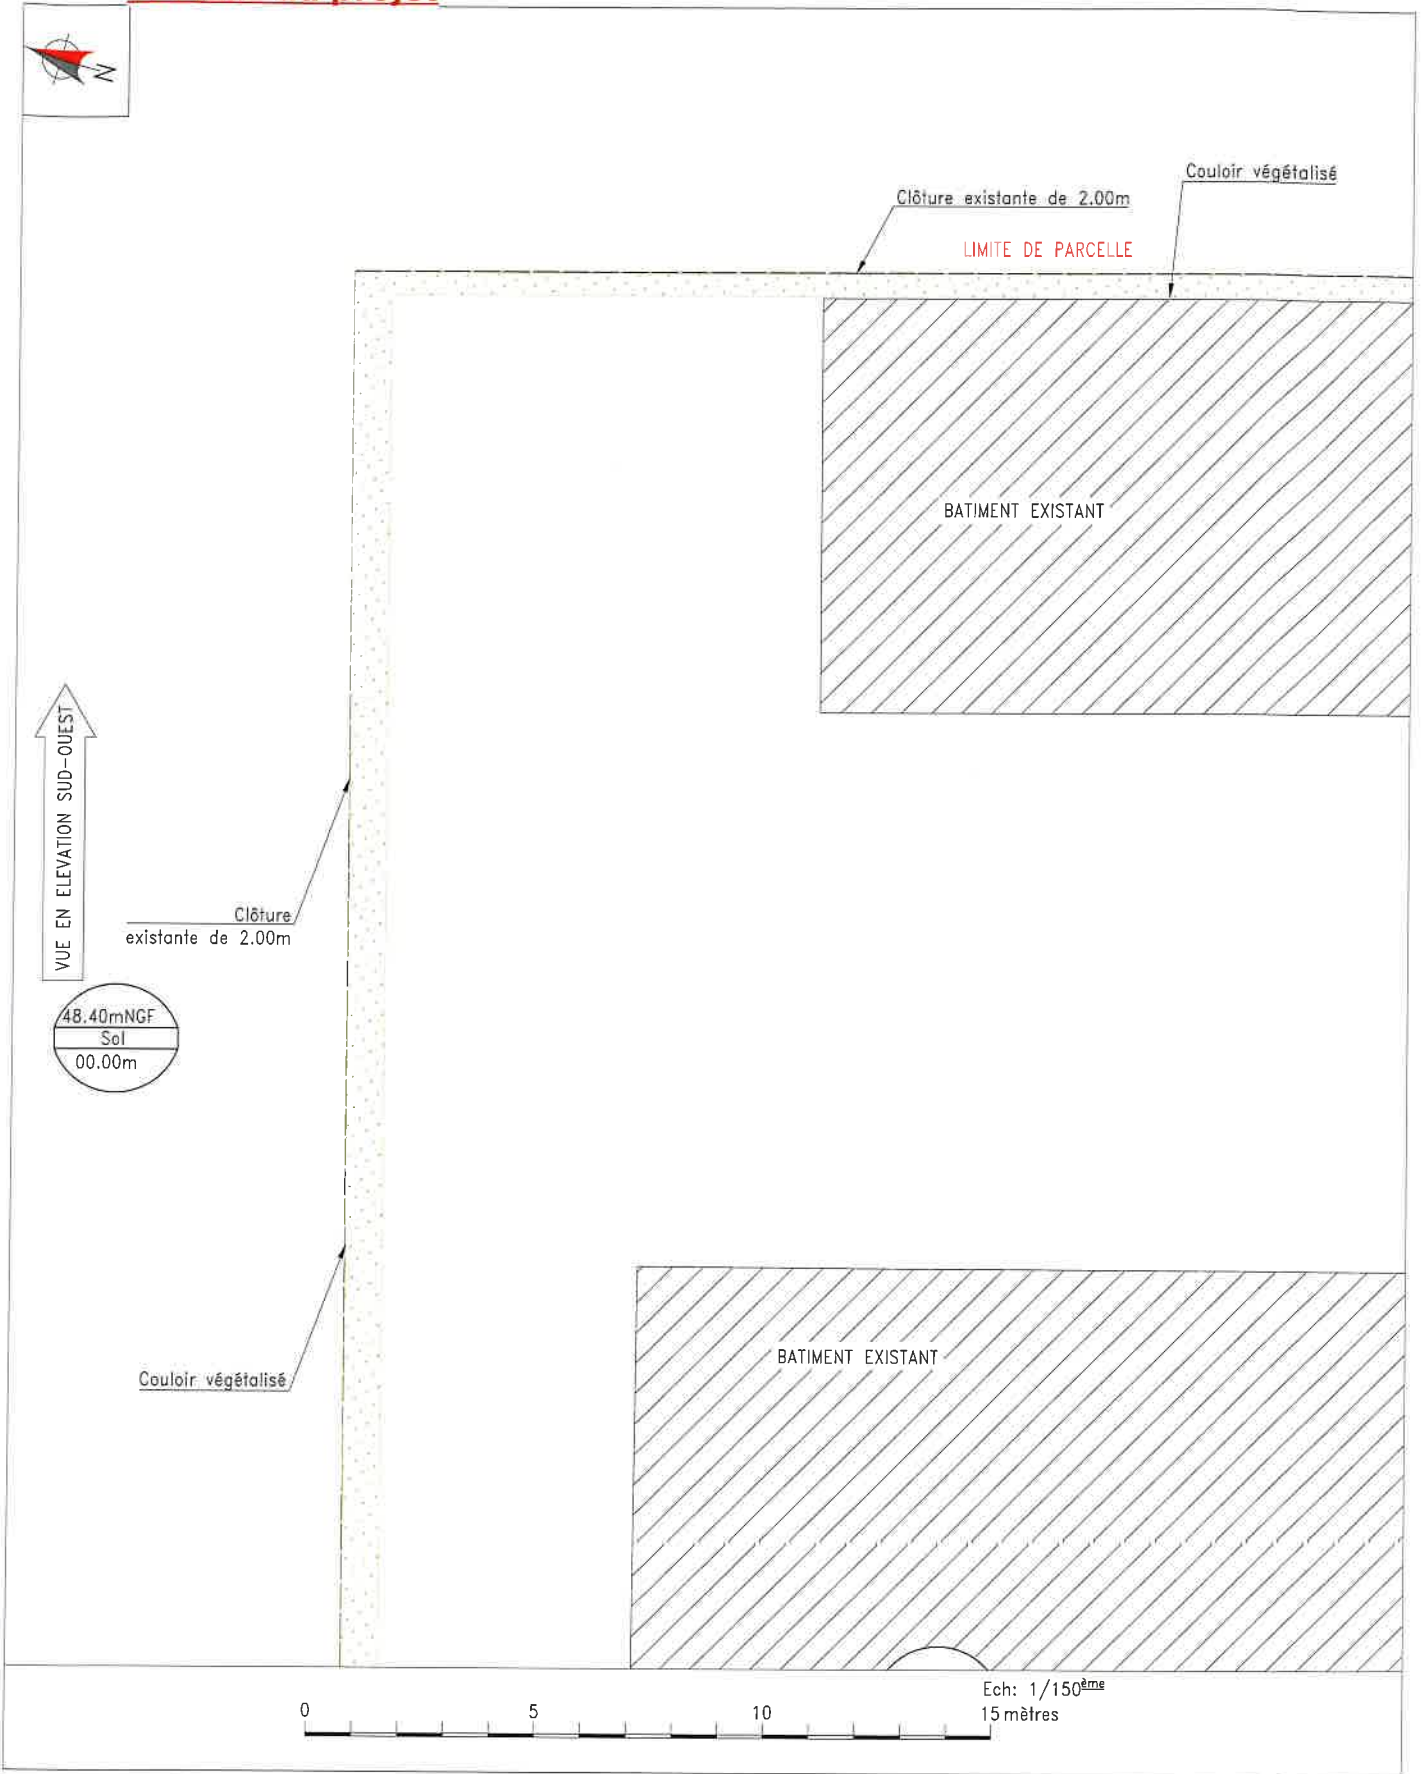 projet
N
Couloir végétalisé
Clôture existante de 2.00m
LIMITE DE PARCELLE
BATIMENT EXISTANT
VUE EN ELEVATION SUD-OUEST
Clôture
existante de 2.00m
48.40mNGF
Sol
00.00m
BATIMENT EXISTANT
Couloir végétalisé
Ech: 1/150ème
0 5 10 15 mètres